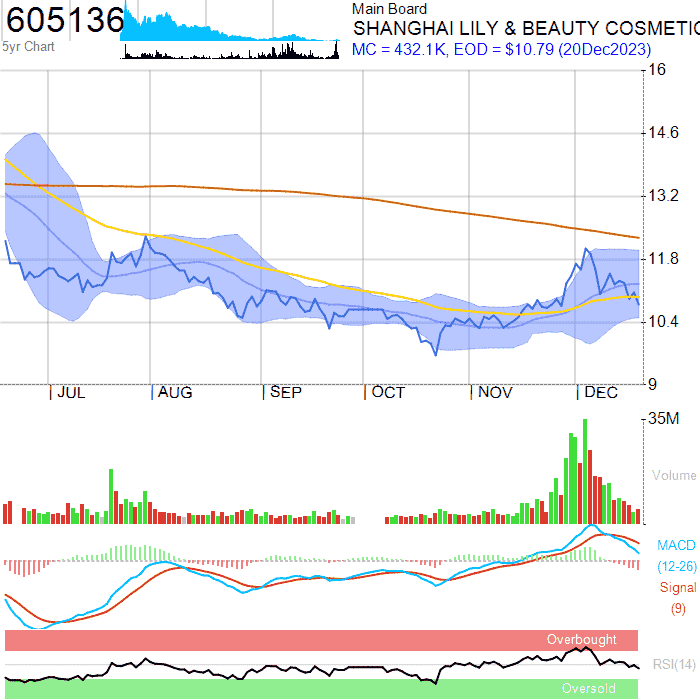 605136
5yr Chart
Main Board
SHANGHAI LILY & BEAUTY COSMETIC
MC = 432.1K, EOD = $10.79 (20Dec2023)
16
14.6
13.2
11.8
10.4
9
JUL AUG SEP OCT NOV DEC
35M
Volume
MACD
(12-26)
Signal
(9)
Overbought
RSI(14)
Oversold